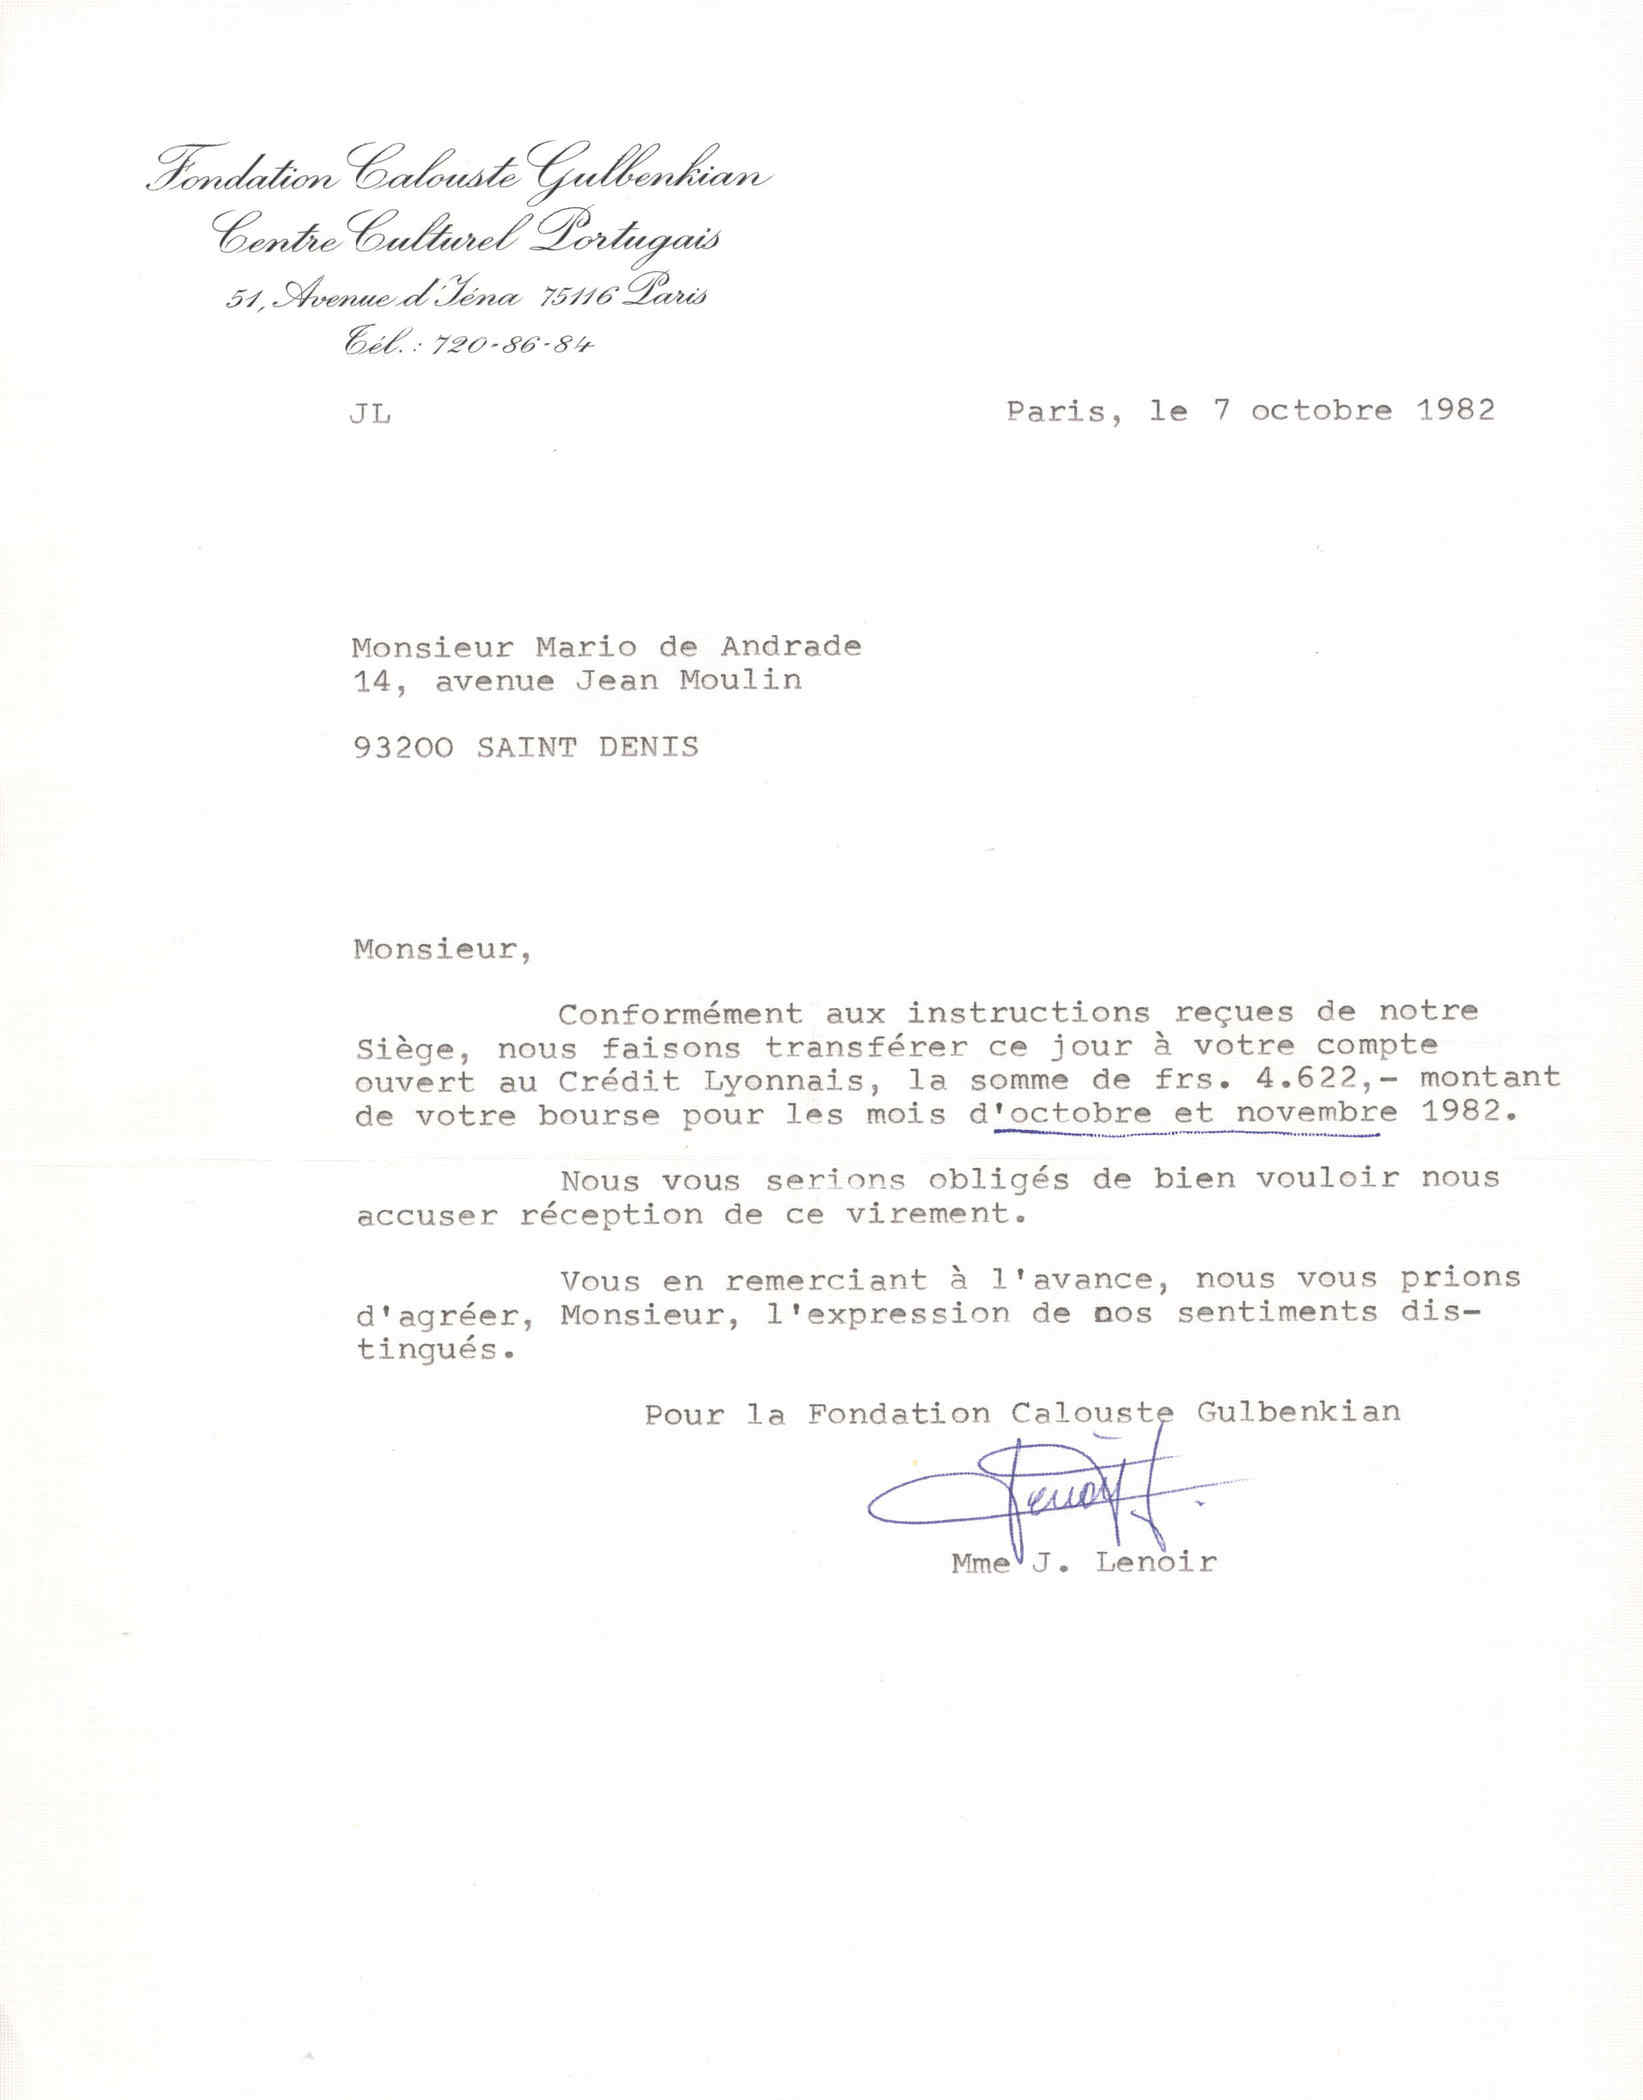 Fondation Calouste Gulbenkian
Centre Culturel Portugais
51, Avenue d'Iéna 75116 Paris
Tél.: 720-86-84
JL
Paris, le 7 octobre 1982
Monsieur Mario de Andrade
14, avenue Jean Moulin
93200 SAINT DENIS
Monsieur,
Conformément aux instructions reçues de notre
Siège, nous faisons transférer ce jour à votre compte
ouvert au Crédit Lyonnais, la somme de frs. 4.622,- montant
de votre bourse pour les mois d'octobre et novembre 1982.
Nous vous serions obligés de bien vouloir nous
accuser réception de ce virement.
Vous en remerciant à l'avance, nous vous prions
d'agréer, Monsieur, l'expression de nos sentiments dis-
tingués.
Pour la Fondation Calouste Gulbenkian
Mme J. Lenoir